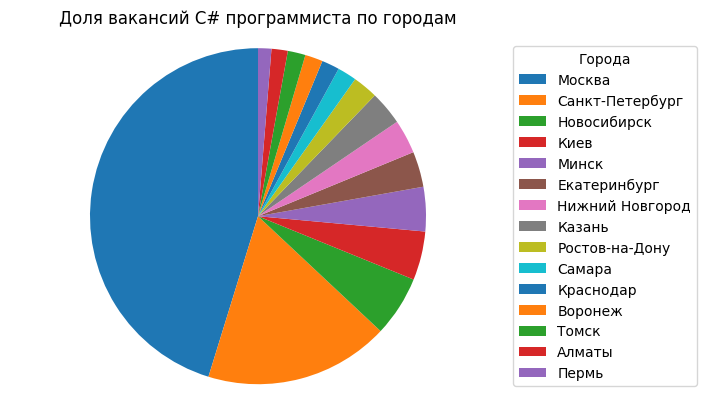 Доля вакансий C# программиста по городам
Города
Москва
Санкт-Петербург
Новосибирск
Киев
Минск
Екатеринбург
Нижний Новгород
Казань
Ростов-на-Дону
Самара
Краснодар
Воронеж
Томск
Алматы
Пермь